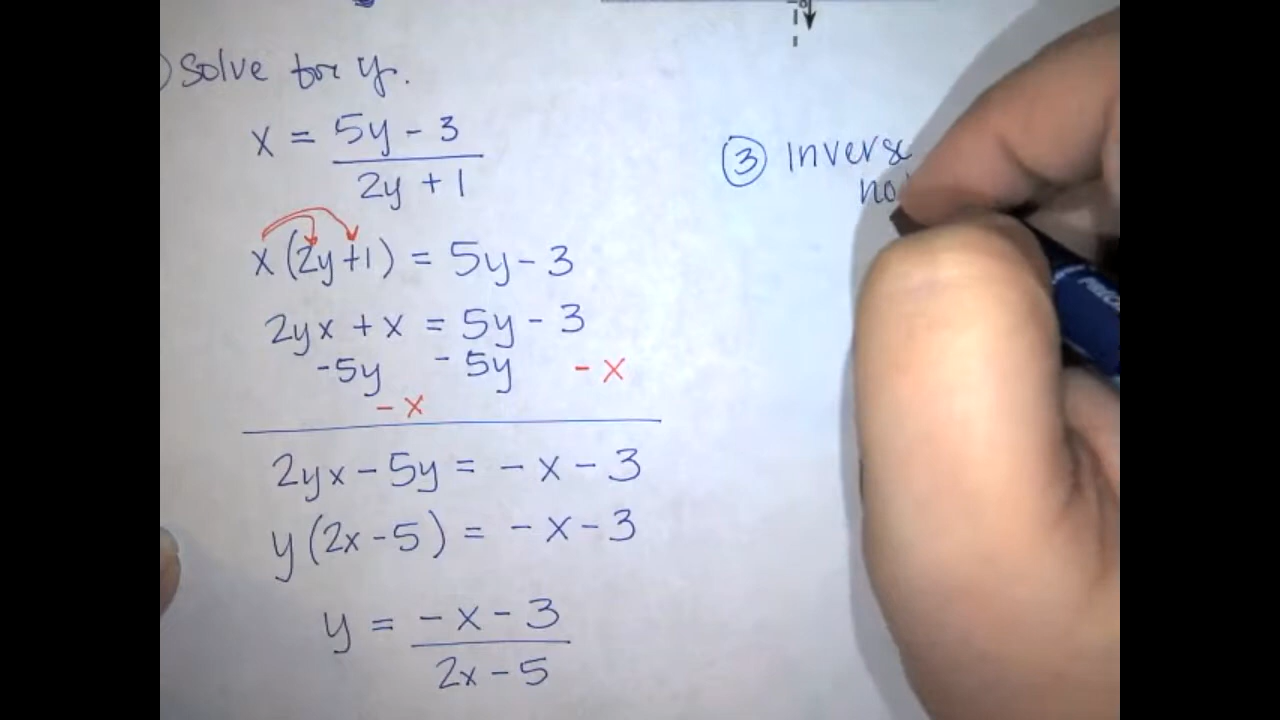 ) Solve for y.
x = 5y - 3
2y + 1
x (2y+1) = 5y - 3
2yx + x = 5y - 3
-5y - 5y - x
- x
2yx - 5y = - x - 3
y (2x - 5) = - x - 3
y = - x - 3
2x - 5
③ inverse